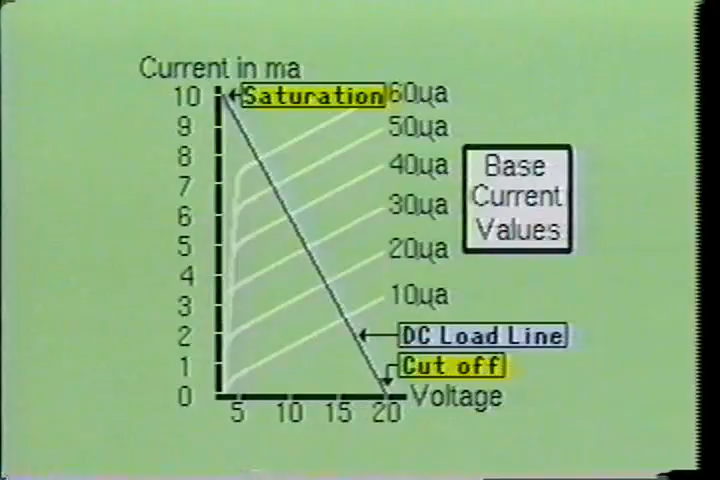 Current in ma
10
Saturation
60µa
9
50µa
8
40µa
Base
Current
Values
7
6
30µa
5
20µa
4
3
10µa
2
DC Load Line
1
Cut off
0
Voltage
5 10 15 20